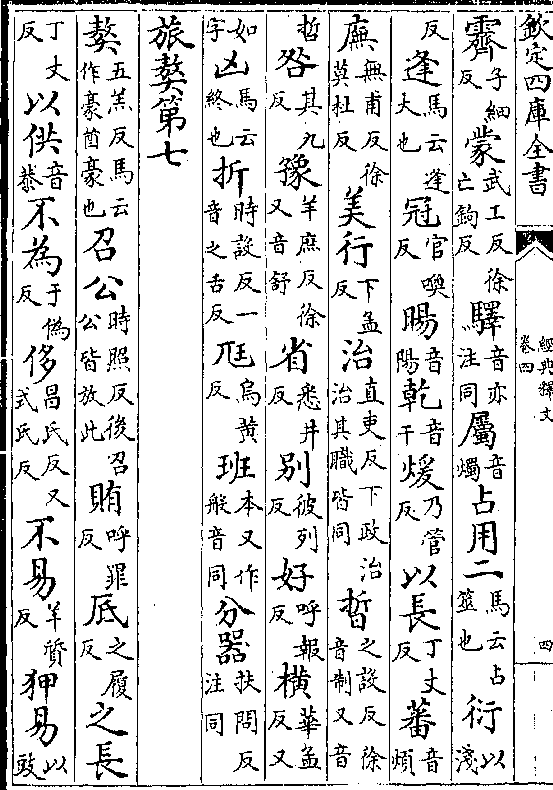 欽定四庫全書 經典釋文 卷四 四
霽子細反蒙武工反徐亡鉤反驛音亦注同屬音燭占用二馬云占筮也衍以淺
反逢馬云逢大也冠官喚反暘音陽乾音干煖乃管反以長丁丈反蕃音煩
廡無甫反徐莫杜反美行下孟反治直吏反下政治治其職皆同晢之設反徐音制又音
哲咎其九反豫羊庶反徐又音舒省悉井反别彼列反好呼報反橫華孟反又
如字凶馬云終也折時設反一音之舌反尫烏黄反班本又作般音同分器扶問反注同
旅獒第七
獒五羔反馬云作豪酋豪也召公時照反後召公皆放此賄呼罪反厎之履反之長
丁丈反以供音恭不為于偽反侈昌氏反又式氏反不易羊質反狎易以豉